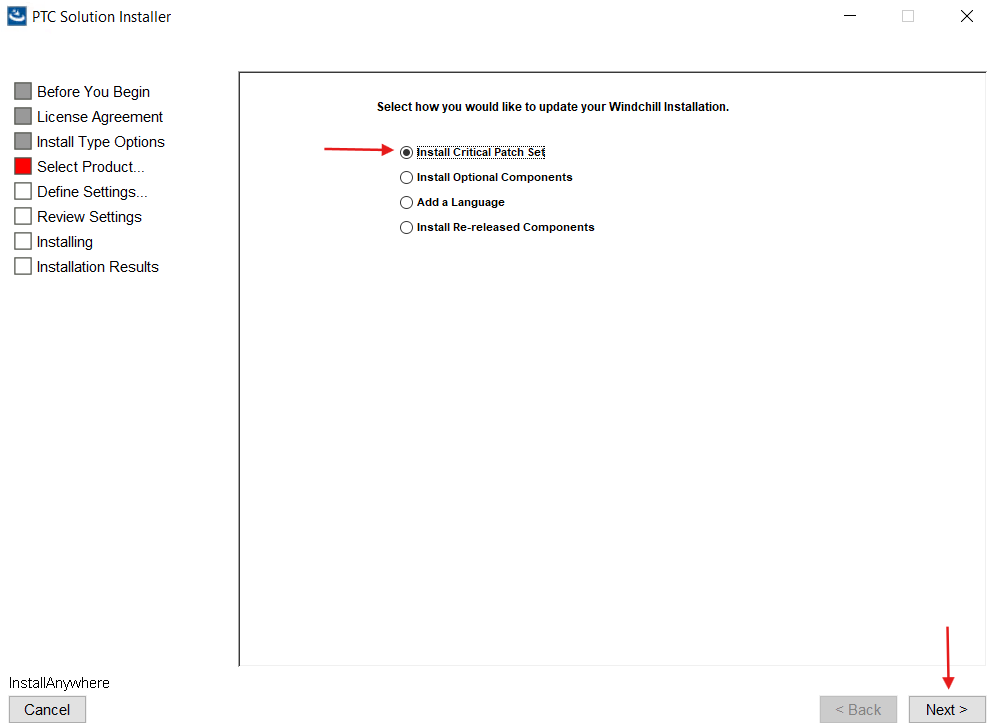 PTC Solution Installer
Before You Begin
License Agreement
Install Type Options
Select Product...
Define Settings...
Review Settings
Installing
Installation Results
Select how you would like to update your Windchill Installation.
Install Critical Patch Set
Install Optional Components
Add a Language
Install Re-released Components
InstallAnywhere
Cancel
< Back
Next >